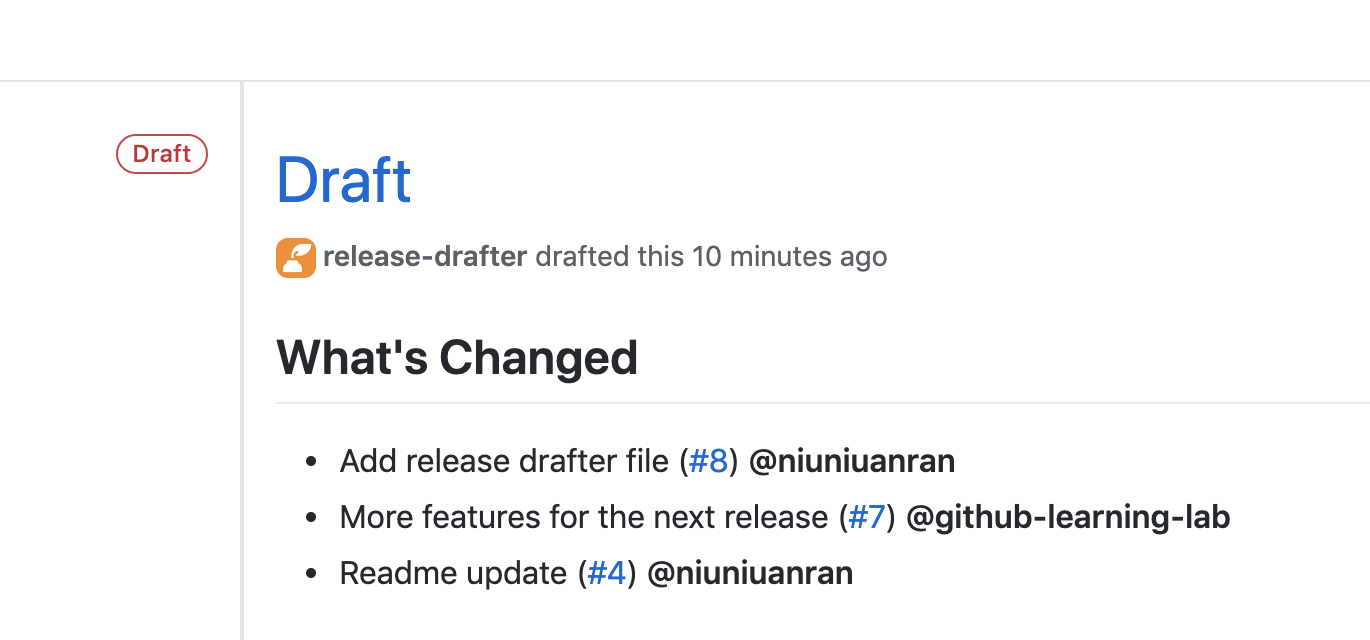 Draft
Draft
release-drafter drafted this 10 minutes ago
What's Changed
• Add release drafter file (#8) @niuniuanran
• More features for the next release (#7) @github-learning-lab
• Readme update (#4) @niuniuanran